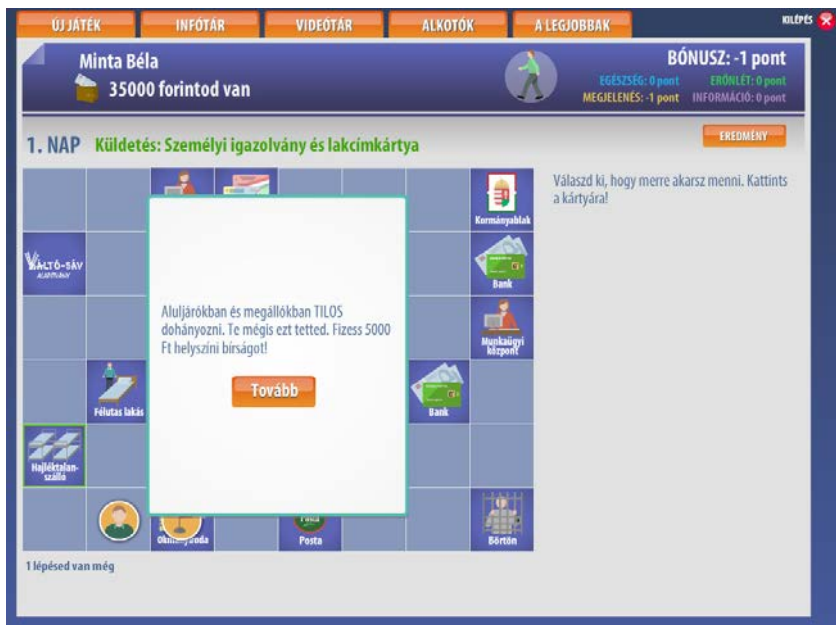 ÚJ JÁTÉK INFÓTÁR VIDEÓTÁR ALKOTÓK A LEGJOBBAK KILÉPÉS
Minta Béla
35000 forintod van
BÓNUSZ: -1 pont
EGÉSZSÉG: 0 pont ERŐNLÉT: 0 pont
MEGJELENÉS: -1 pont INFORMÁCIÓ: 0 pont
1. NAP Küldetés: Személyi igazolvány és lakcímkártya
EREDMÉNY
Válaszd ki, hogy merre akarsz menni. Kattints
a kártyára!
Kormányablak
VÁLTÓ-SÁV
ALAPÍTVÁNY
Bank
Aluljárókban és megállókban TILOS
dohányozni. Te mégis ezt tetted. Fizess 5000
Ft helyszíni bírságot!
Munkaügyi
központ
Tovább
Félutas lakás
Bank
Hajléktalan-
szálló
Posta
Börtön
1 lépésed van még